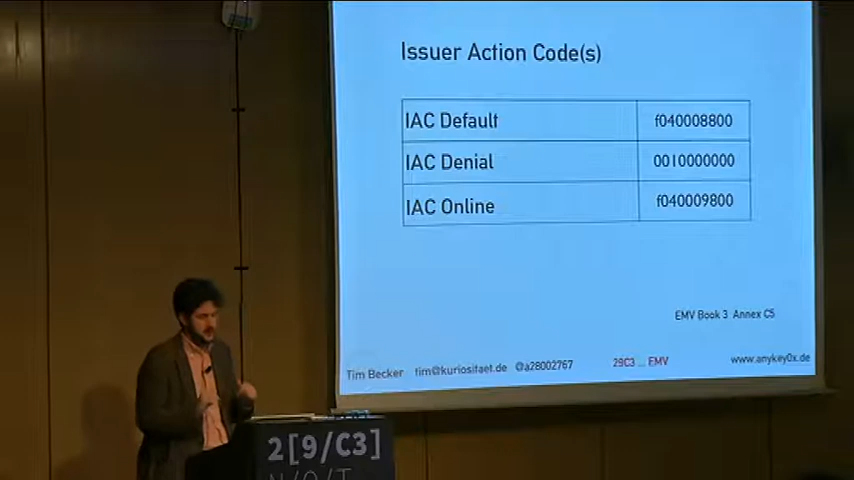 Issuer Action Code(s)
IAC Default f040008800
IAC Denial 0010000000
IAC Online f040009800
EMV Book 3 Annex C5
Tim Becker tim@kuriositaet.de @a28002767 29C3 ... EMV www.anykey0x.de
2[9/C3]
N/O/T